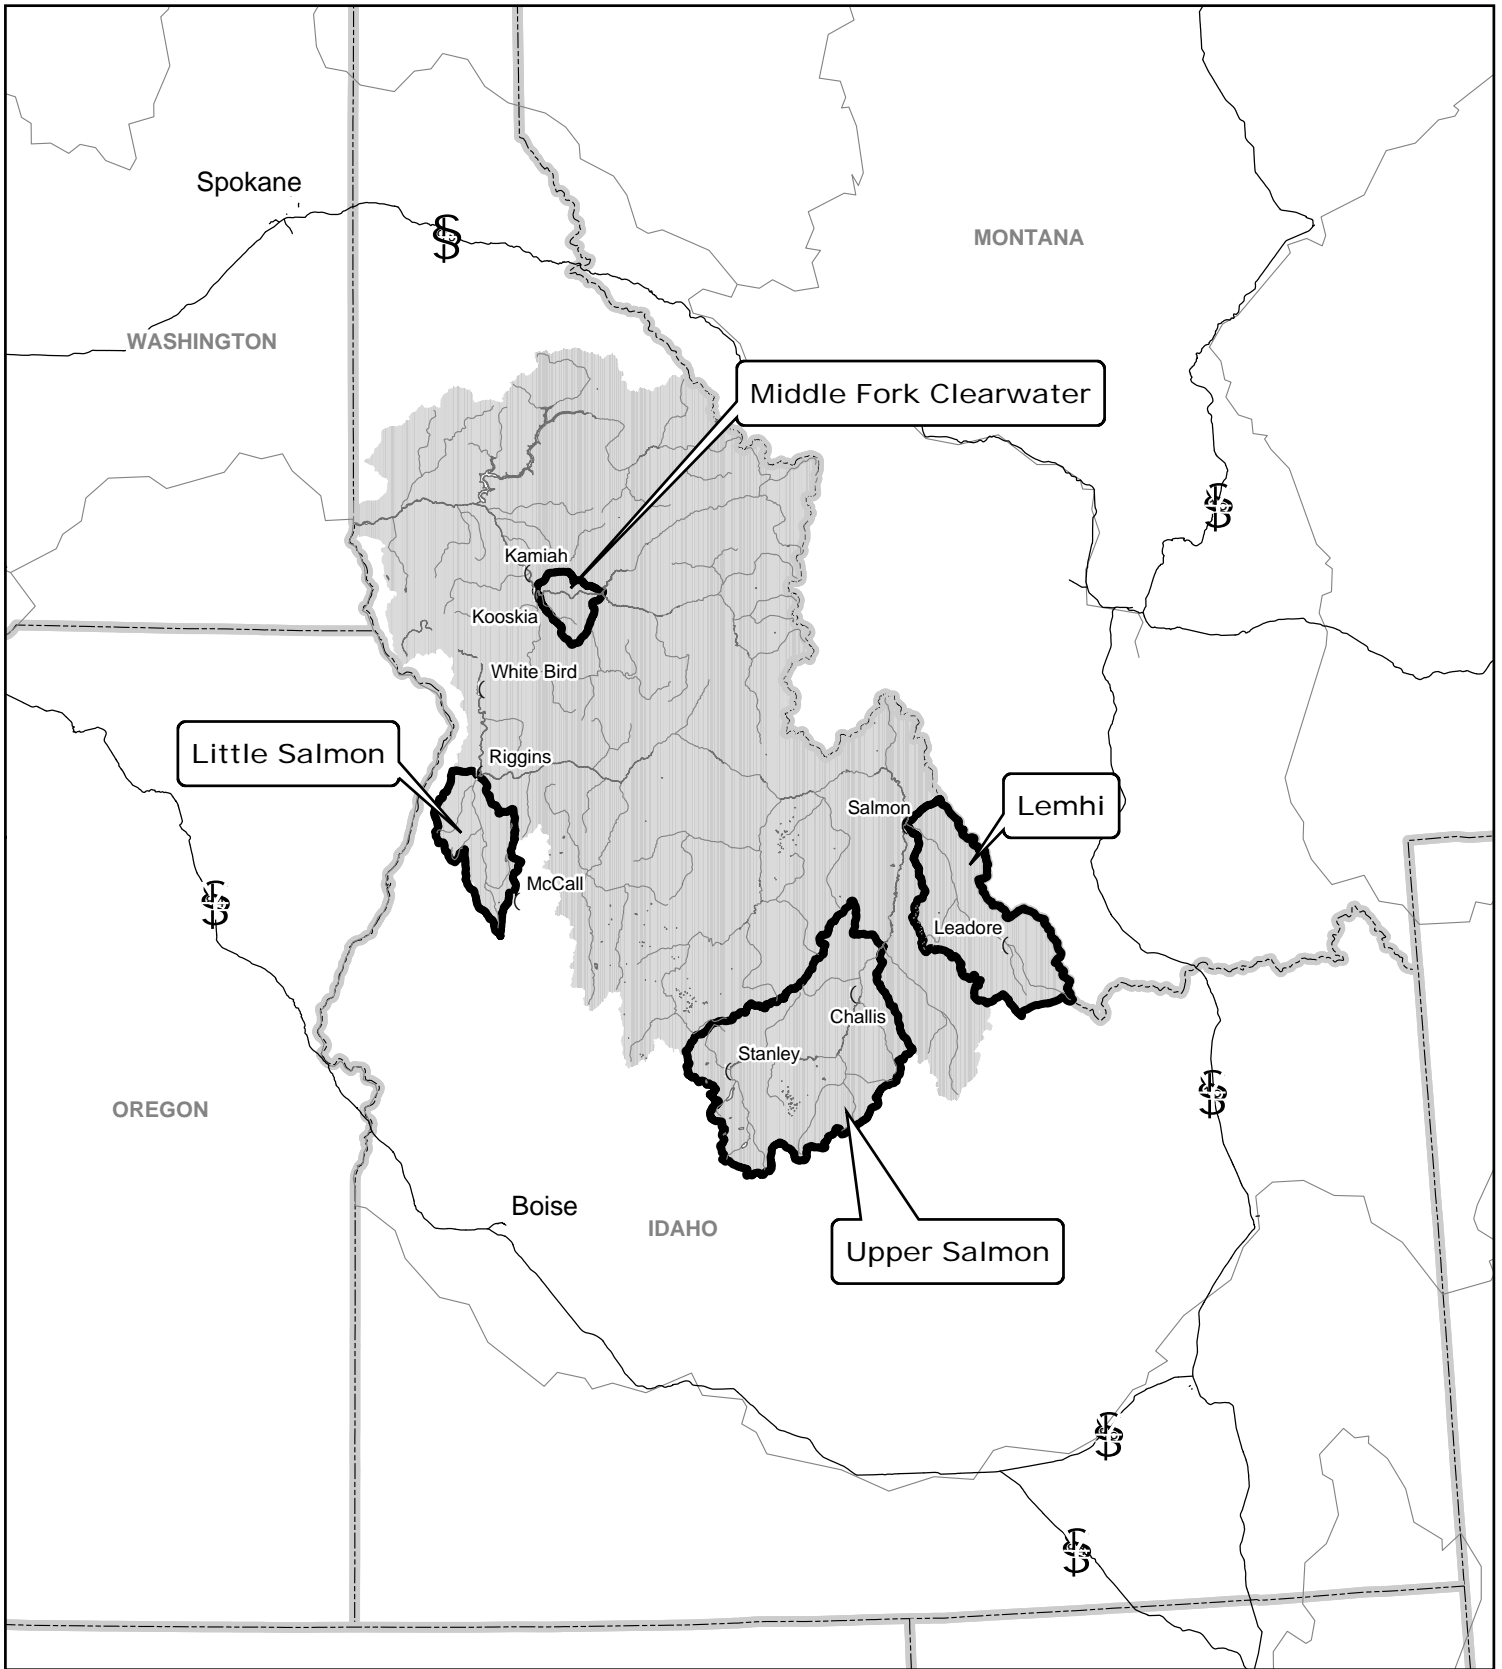 Spokane
MONTANA
WASHINGTON
Middle Fork Clearwater
Kamiah
Kooskia
White Bird
Little Salmon
Riggins
Salmon
Lemhi
McCall
Leadore
Challis
Stanley
OREGON
Boise
IDAHO
Upper Salmon